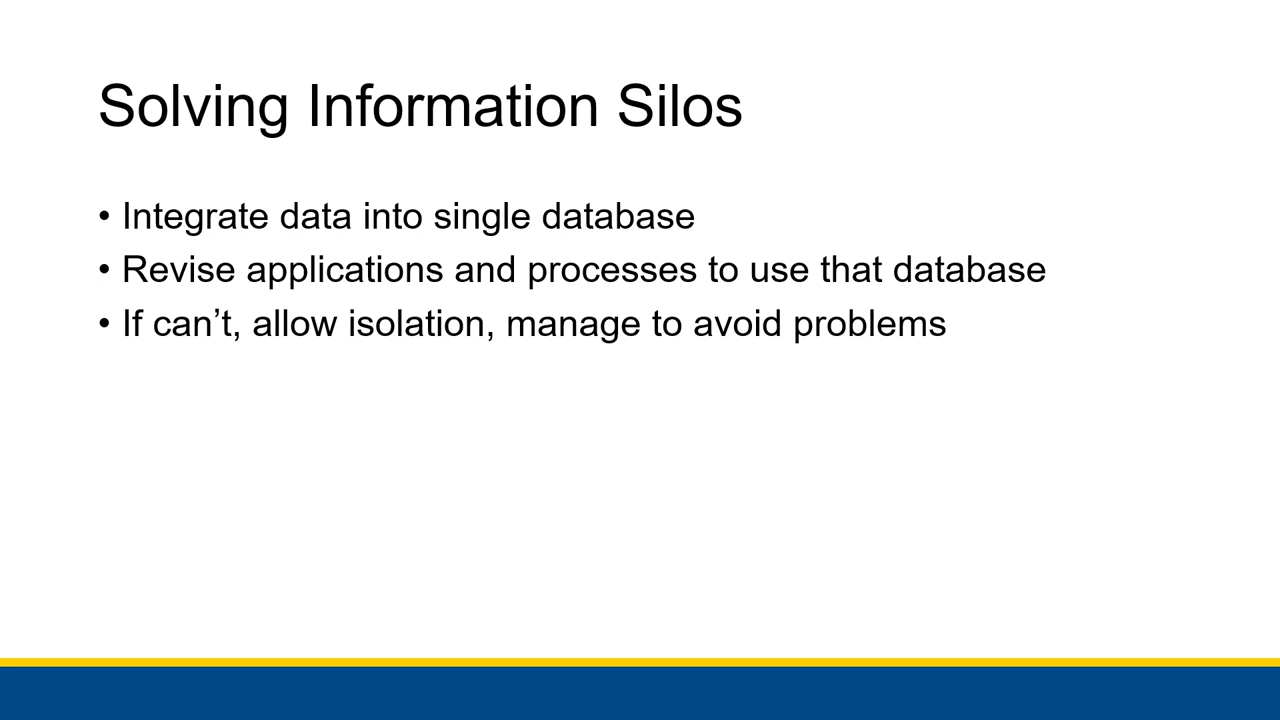 Solving Information Silos
• Integrate data into single database
• Revise applications and processes to use that database
• If can’t, allow isolation, manage to avoid problems